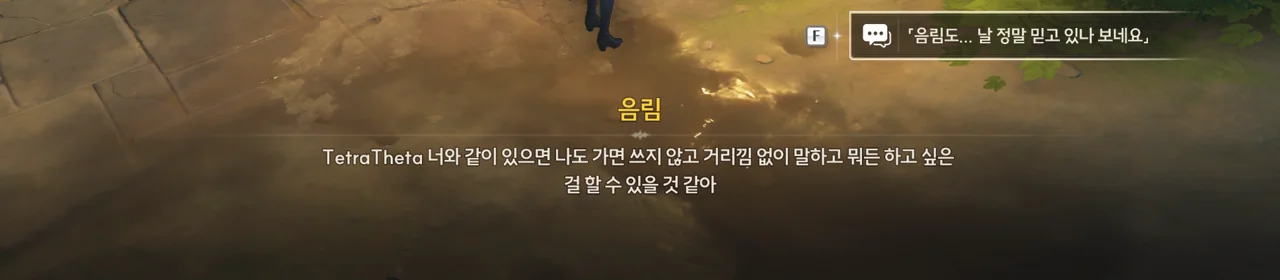 F
「음림도... 날 정말 믿고 있나 보네요」
음림
TetraTheta 너와 같이 있으면 나도 가면 쓰지 않고 거리낌 없이 말하고 뭐든 하고 싶은
걸 할 수 있을 것 같아